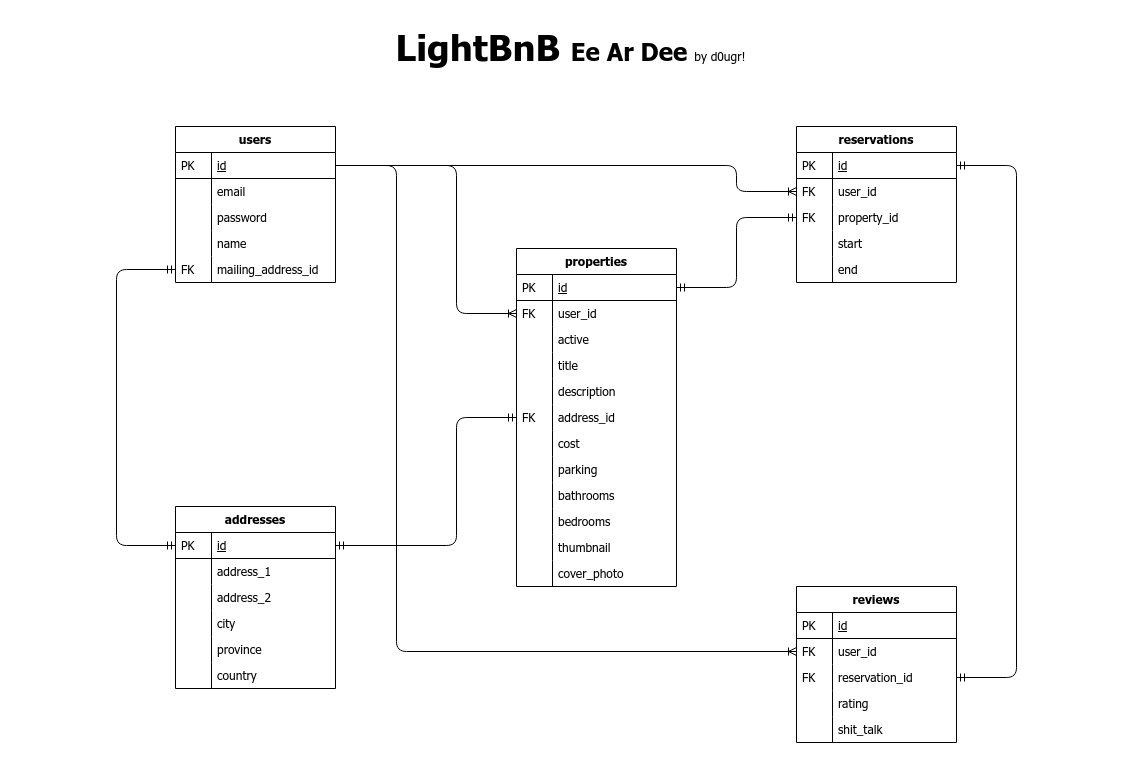 LightBnB Ee Ar Dee by d0ugr!
users
PK id
email
password
name
FK mailing_address_id
reservations
PK id
FK user_id
FK property_id
start
end
properties
PK id
FK user_id
active
title
description
FK address_id
cost
parking
bathrooms
bedrooms
thumbnail
cover_photo
addresses
PK id
address_1
address_2
city
province
country
reviews
PK id
FK user_id
FK reservation_id
rating
shit_talk